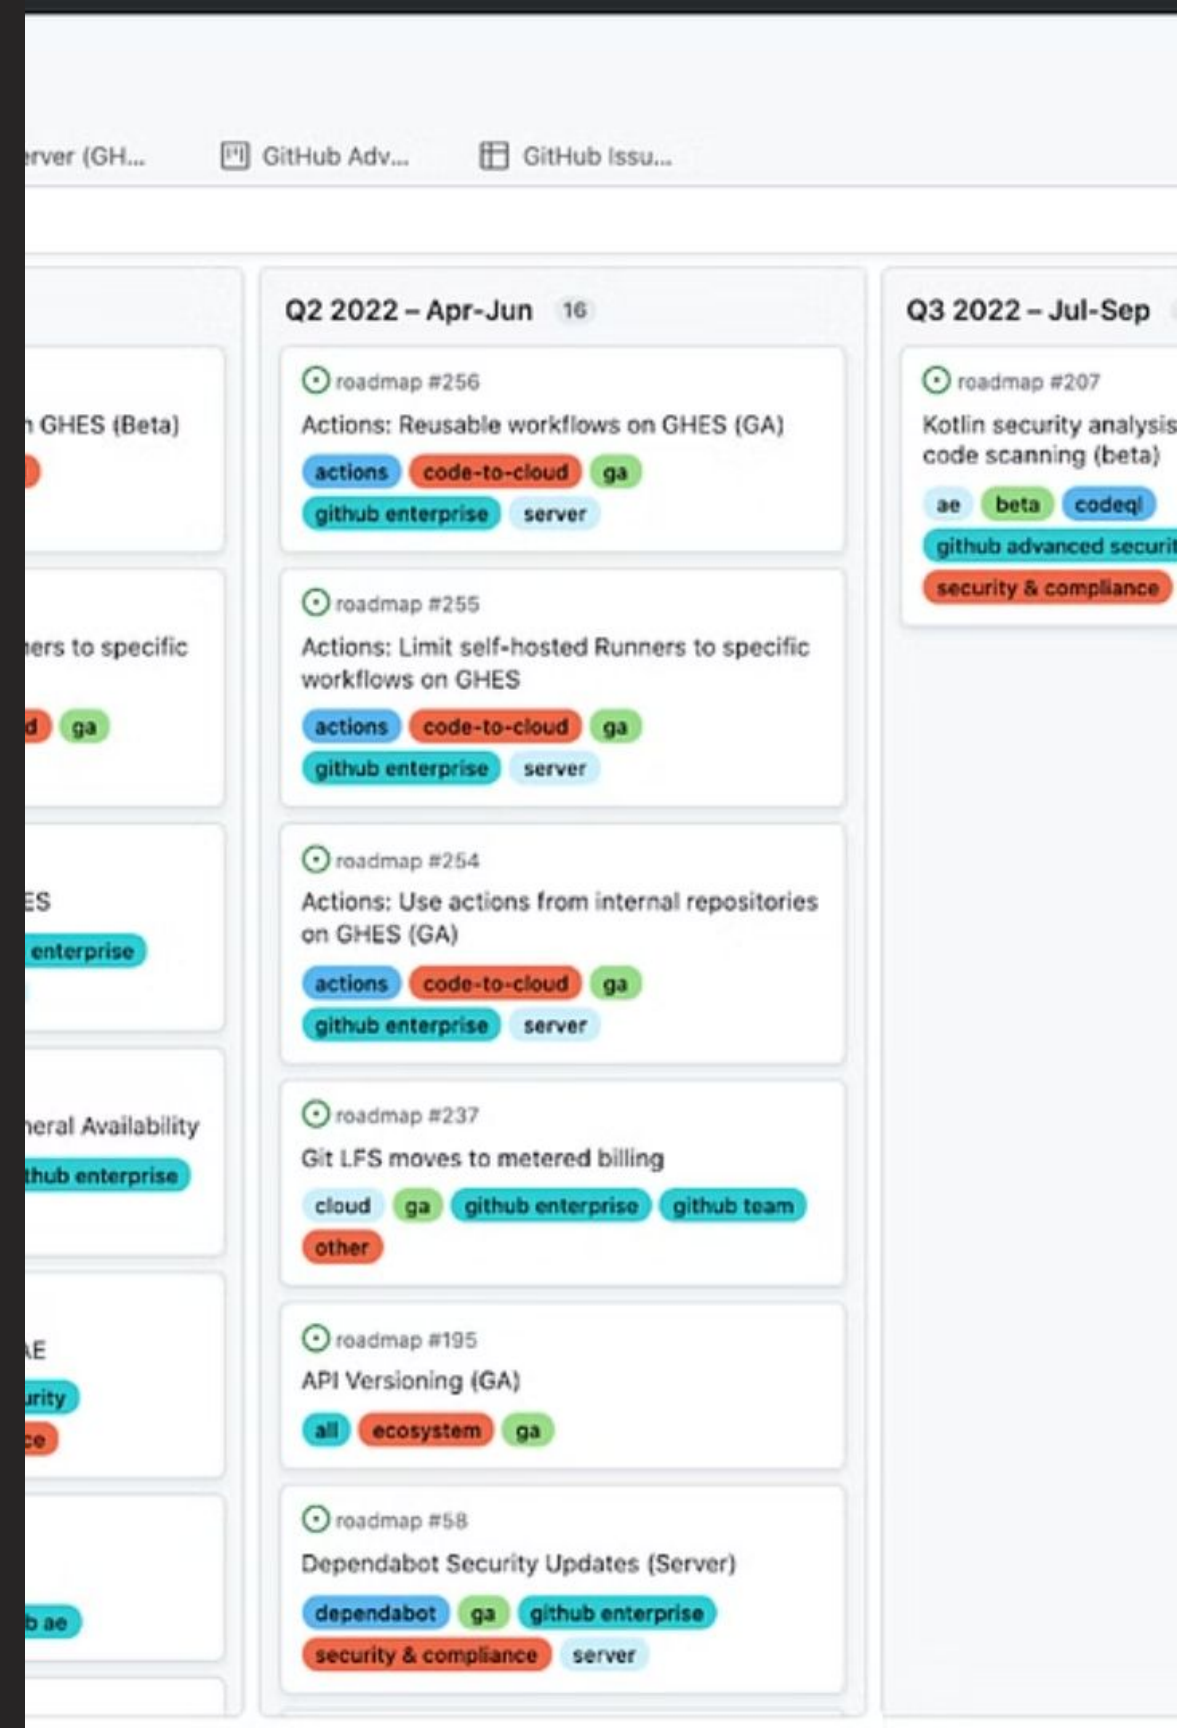 erver (GH...
GitHub Adv...
GitHub Issu...
GHES (Beta)
ers to specific
d ga
ES
enterprise
neral Availability
thub enterprise
AE
urity
ce
b ae
Q2 2022 – Apr-Jun 16
roadmap #256
Actions: Reusable workflows on GHES (GA)
actions code-to-cloud ga
github enterprise server
roadmap #255
Actions: Limit self-hosted Runners to specific
workflows on GHES
actions code-to-cloud ga
github enterprise server
roadmap #254
Actions: Use actions from internal repositories
on GHES (GA)
actions code-to-cloud ga
github enterprise server
roadmap #237
Git LFS moves to metered billing
cloud ga github enterprise github team
other
roadmap #195
API Versioning (GA)
all ecosystem ga
roadmap #58
Dependabot Security Updates (Server)
dependabot ga github enterprise
security & compliance server
Q3 2022 – Jul-Sep
roadmap #207
Kotlin security analysis
code scanning (beta)
ae beta codeql
github advanced securit
security & compliance